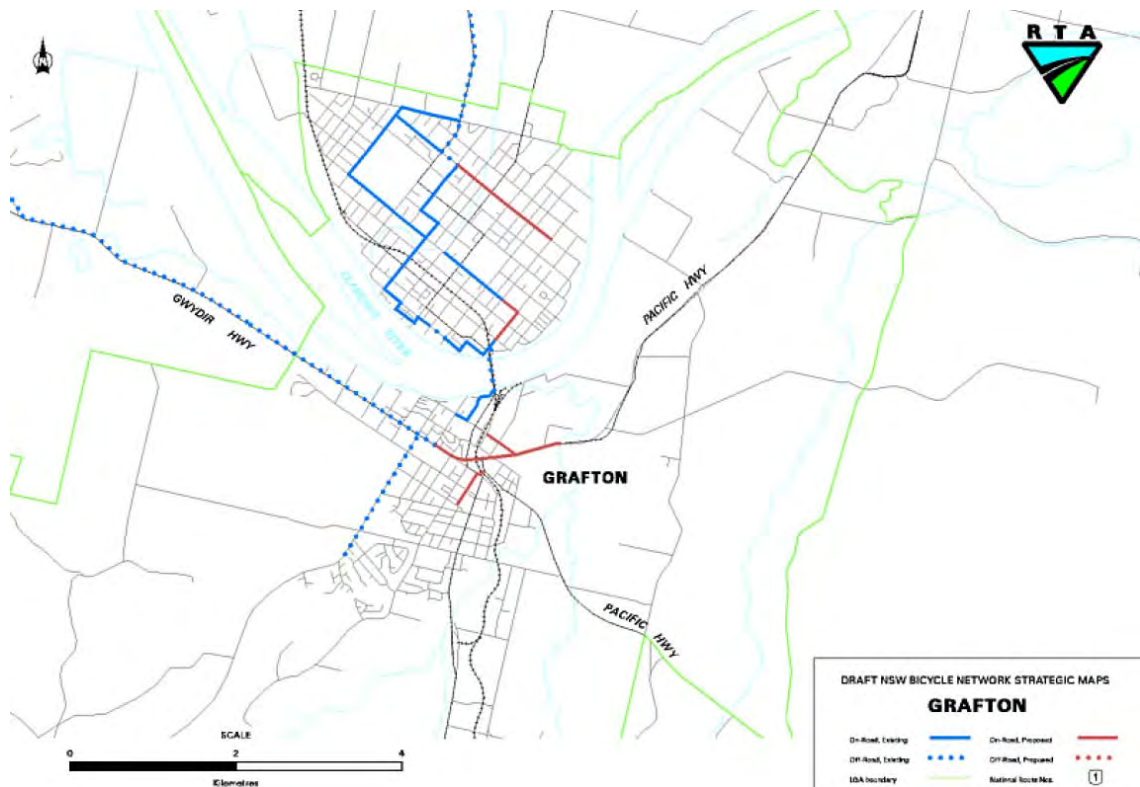 N
RTA
CLARENCE RIVER
GWYDIR HWY
PACIFIC HWY
GRAFTON
PACIFIC HWY
DRAFT NSW BICYCLE NETWORK STRATEGIC MAPS
GRAFTON
On-Road, Existing On-Road, Proposed
Off-Road, Existing Off-Road, Proposed
LGA boundary National Route Nos. 1
SCALE
0 2 4
Kilometres